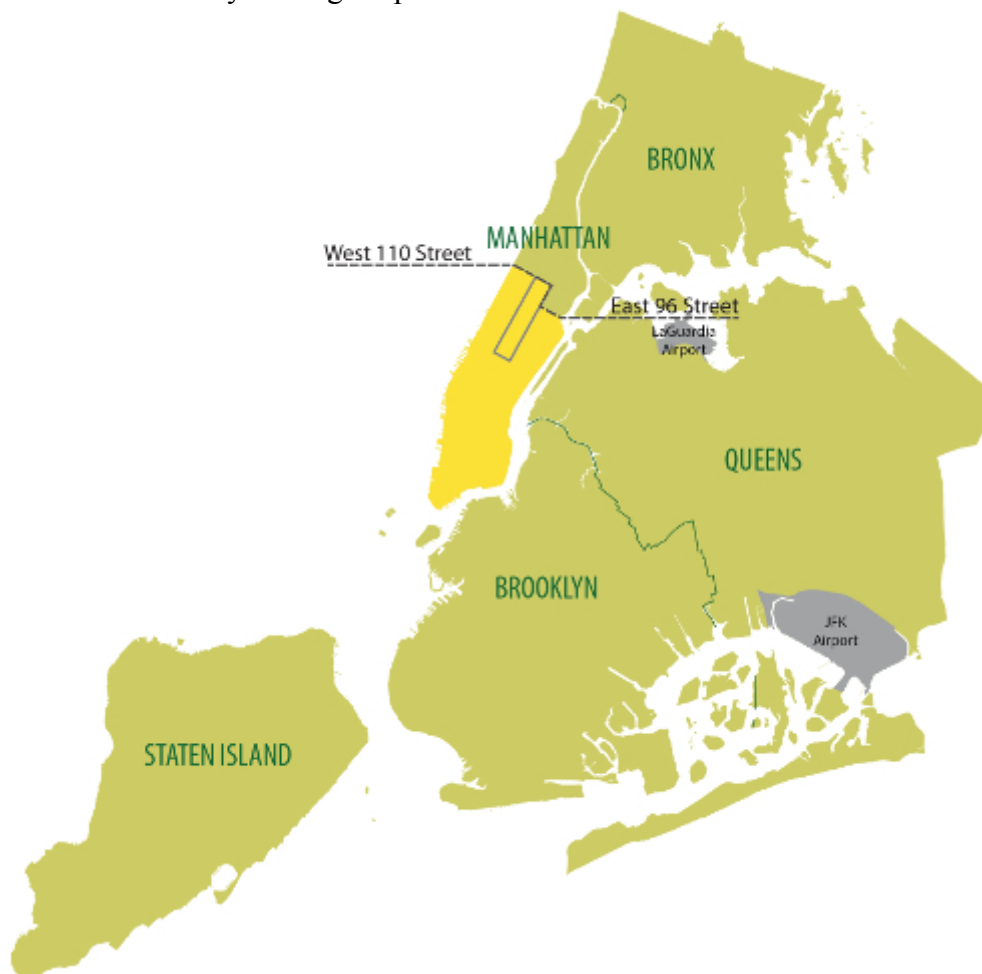 BRONX
MANHATTAN
West 110 Street
East 96 Street
LaGuardia
Airport
QUEENS
BROOKLYN
JFK
Airport
STATEN ISLAND